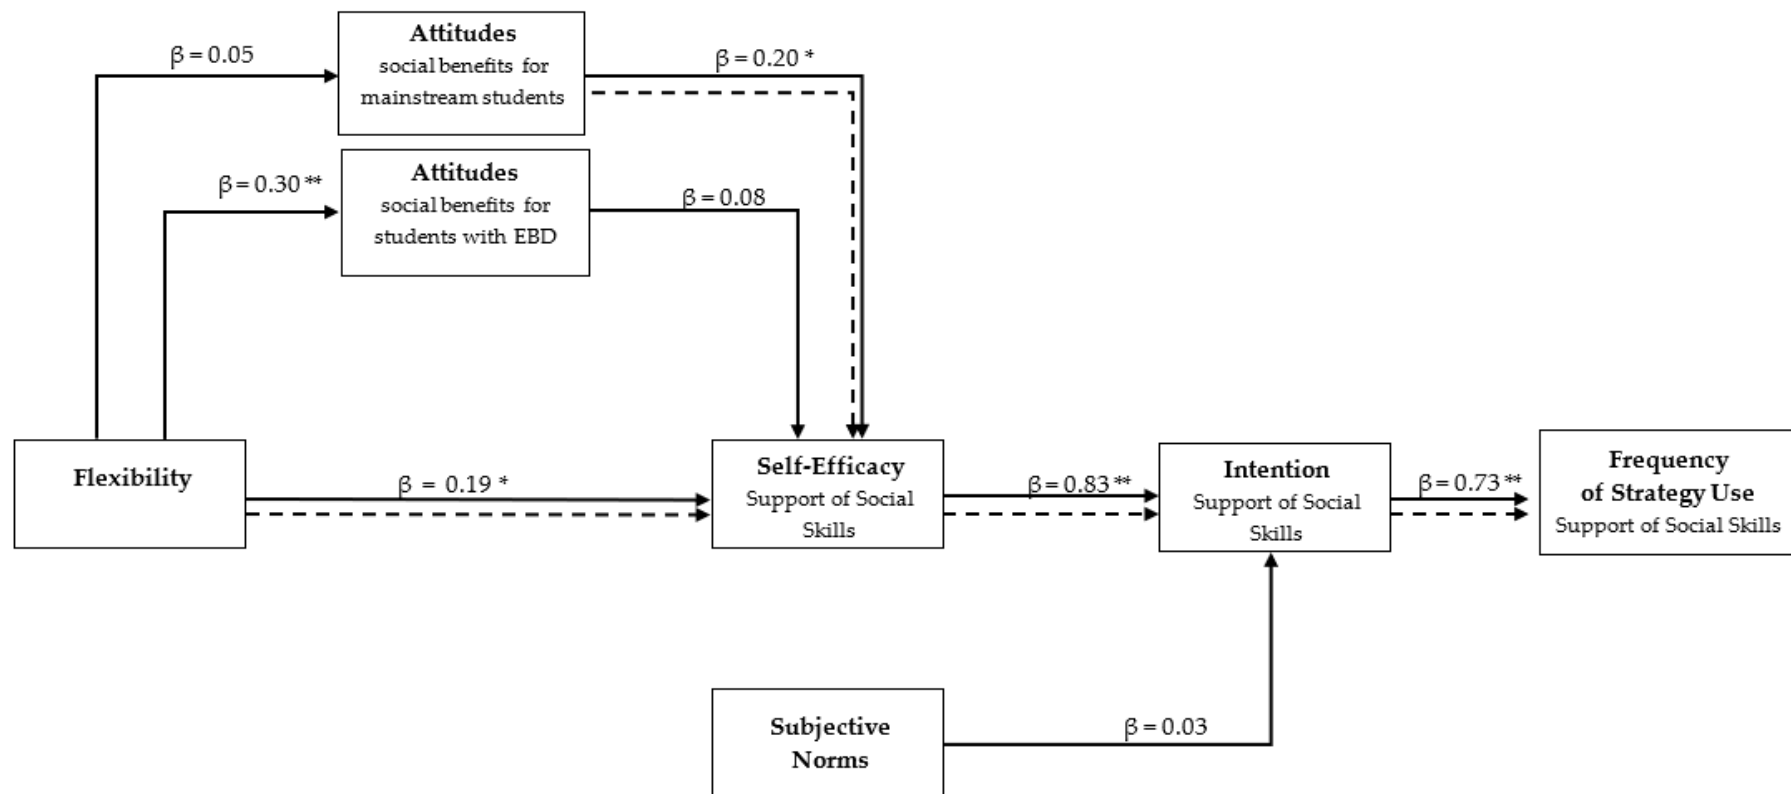 Attitudes
social benefits for
mainstream students
β = 0.05
β = 0.20 *
Attitudes
social benefits for
students with EBD
β = 0.30 **
β = 0.08
Flexibility
β = 0.19 *
Self-Efficacy
Support of Social
Skills
β = 0.83 **
Intention
Support of Social
Skills
β = 0.73 **
Frequency
of Strategy Use
Support of Social Skills
Subjective
Norms
β = 0.03